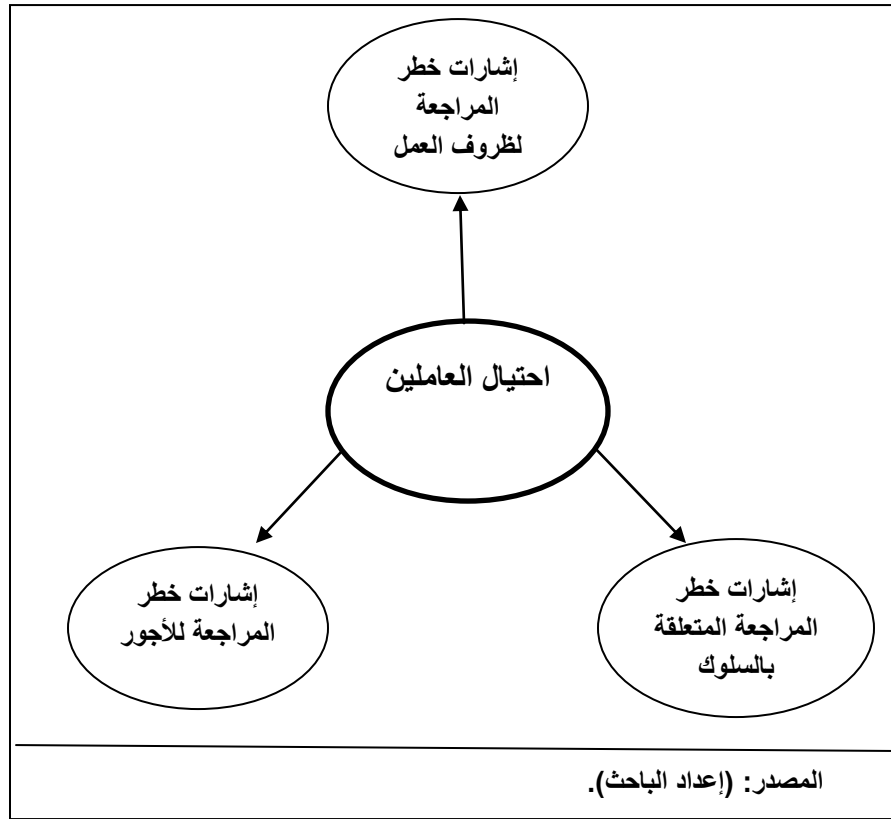 إشارات خطر
المراجعة
لظروف العمل
احتيال العاملين
إشارات خطر
المراجعة المتعلقة
بالسلوك
إشارات خطر
المراجعة للأجور
المصدر: (إعداد الباحث).